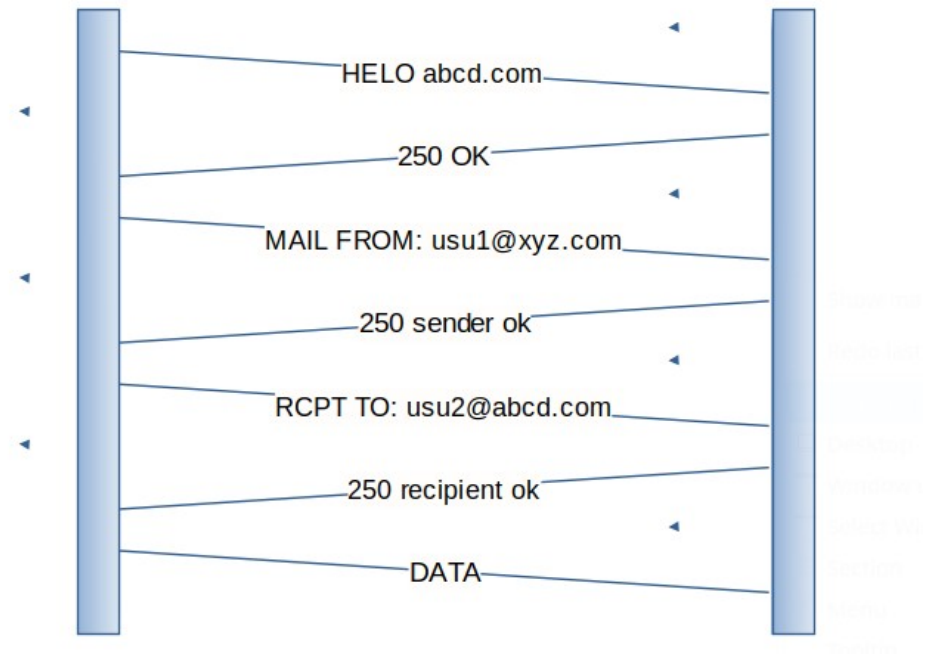 HELO abcd.com
250 OK
MAIL FROM: usu1@xyz.com
250 sender ok
RCPT TO: usu2@abcd.com
250 recipient ok
DATA